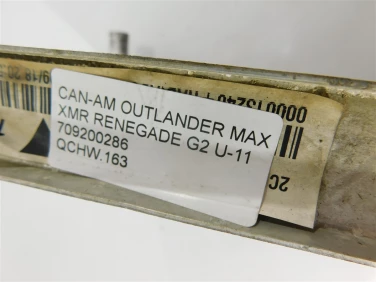 CAN-AM OUTLANDER MAX
XMR RENEGADE G2 U-11
709200286
QCHW.163